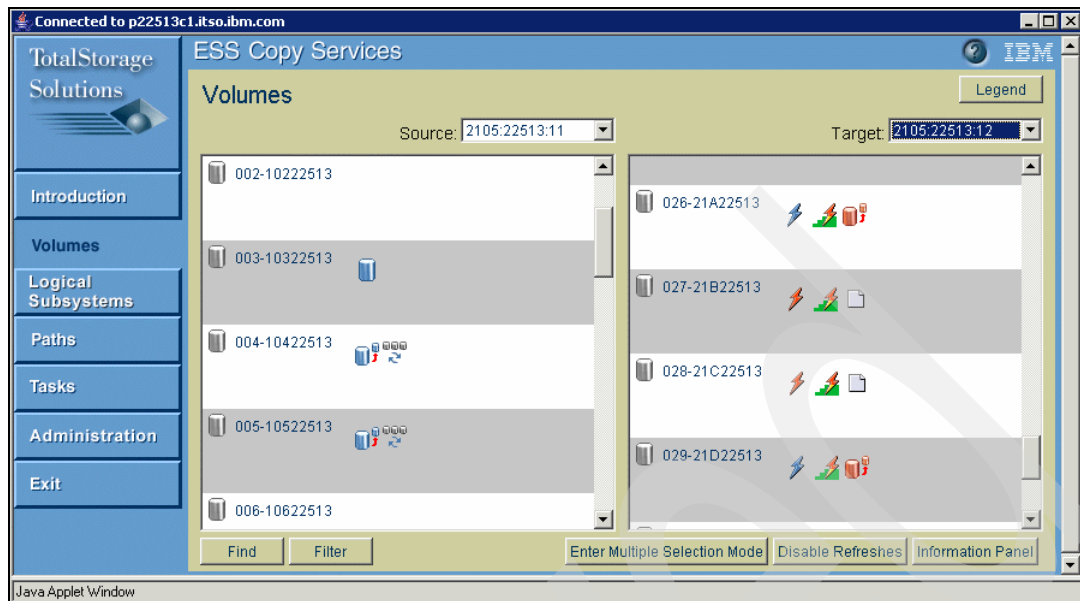 Connected to p22513c1.itso.ibm.com
TotalStorage
Solutions
ESS Copy Services
? IBM
Volumes
Legend
Source: 2105:22513:11
Target: 2105:22513:12
Introduction
Volumes
Logical
Subsystems
Paths
Tasks
Administration
Exit
002-10222513
003-10322513
004-10422513
005-10522513
006-10622513
026-21A22513
027-21B22513
028-21C22513
029-21D22513
Find
Filter
Enter Multiple Selection Mode
Disable Refreshes
Information Panel
Java Applet Window